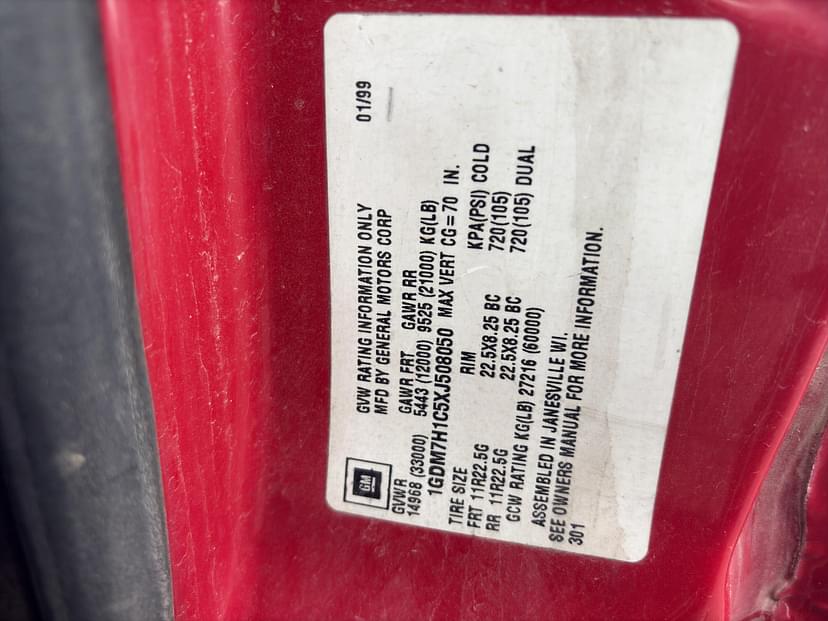 01/99
GVW RATING INFORMATION ONLY
MFD BY GENERAL MOTORS CORP
GM
GVWR GAWR FRT GAWR RR
14968 (33000) 5443 (12000) 9525 (21000) KG(LB)
1GDM7H1C5XJ508050 MAX VERT CG = 70 IN.
TIRE SIZE RIM KPA(PSI) COLD
FRT 11R22.5G 22.5X8.25 BC 720(105)
RR 11R22.5G 22.5X8.25 BC 720(105) DUAL
GCW RATING KG(LB) 27216 (60000)
ASSEMBLED IN JANESVILLE WI.
SEE OWNERS MANUAL FOR MORE INFORMATION.
301